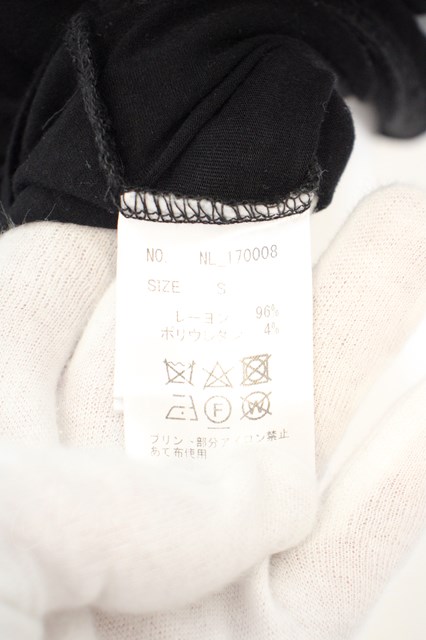 NO. NL_170008
SIZE S
レーヨン 96%
ポリウレタン 4%
F
W
プリント部分アイロン禁止
あて布使用